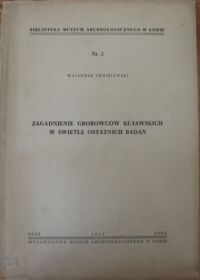 BIBLIOTEKA MUZEUM ARCHEOLOGICZNEGO W ŁODZI
Nr 2
WALDEMAR CHMIELEWSKI
ZAGADNIENIE GROBOWCÓW KUJAWSKICH
W ŚWIETLE OSTATNICH BADAŃ
ŁÓDŹ 1952 ŁÓDŹ
WYDAWNICTWO MUZEUM ARCHEOLOGICZNEGO W ŁODZI